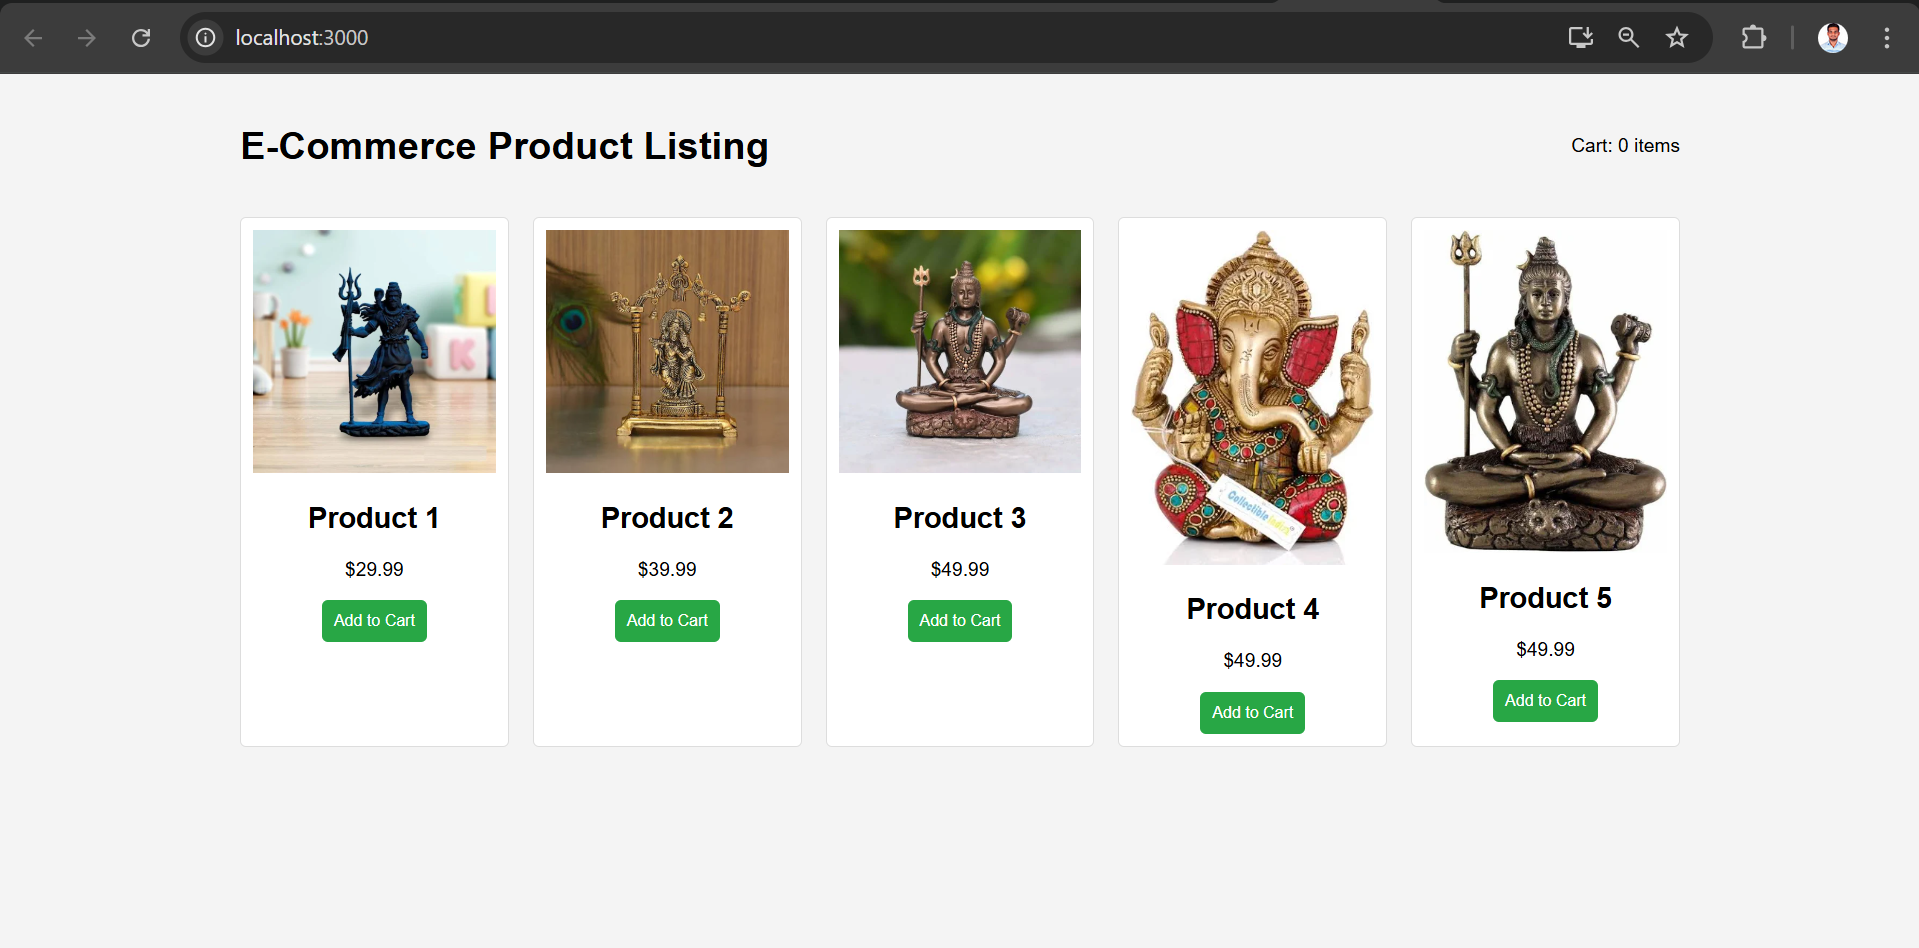 localhost:3000
E-Commerce Product Listing
Cart: 0 items
K
Collectible India
Product 1
$29.99
Add to Cart
Product 2
$39.99
Add to Cart
Product 3
$49.99
Add to Cart
Product 4
$49.99
Add to Cart
Product 5
$49.99
Add to Cart